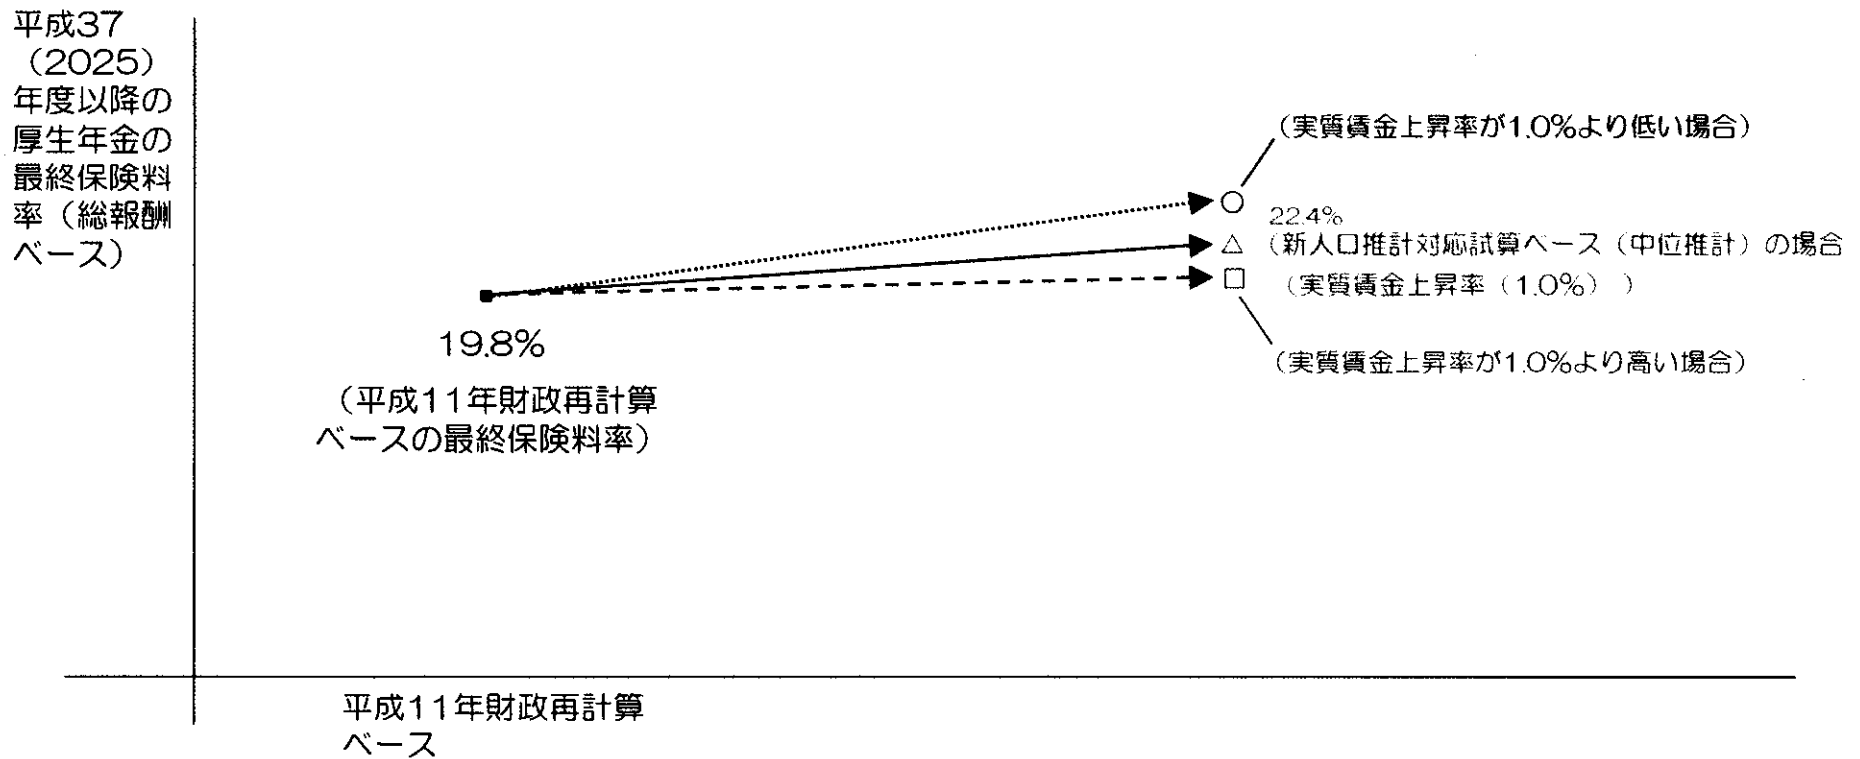 平成37
（2025）
年度以降の
厚生年金の
最終保険料
率（総報酬
ベース）
（実質賃金上昇率が1.0%より低い場合）
22.4%
（新人口推計対応試算ベース（中位推計）の場合
（実質賃金上昇率（1.0%））
（実質賃金上昇率が1.0%より高い場合）
19.8%
（平成11年財政再計算
ベースの最終保険料率）
平成11年財政再計算
ベース